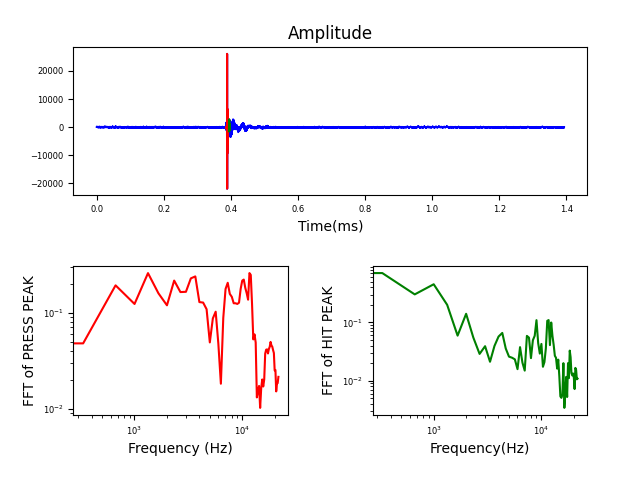 Amplitude
20000
10000
0
−10000
−20000
0.0 0.2 0.4 0.6 0.8 1.0 1.2 1.4
Time(ms)
FFT of PRESS PEAK
10⁻¹
10⁻²
10³ 10⁴
Frequency (Hz)
FFT of HIT PEAK
10⁻¹
10⁻²
10³ 10⁴
Frequency(Hz)